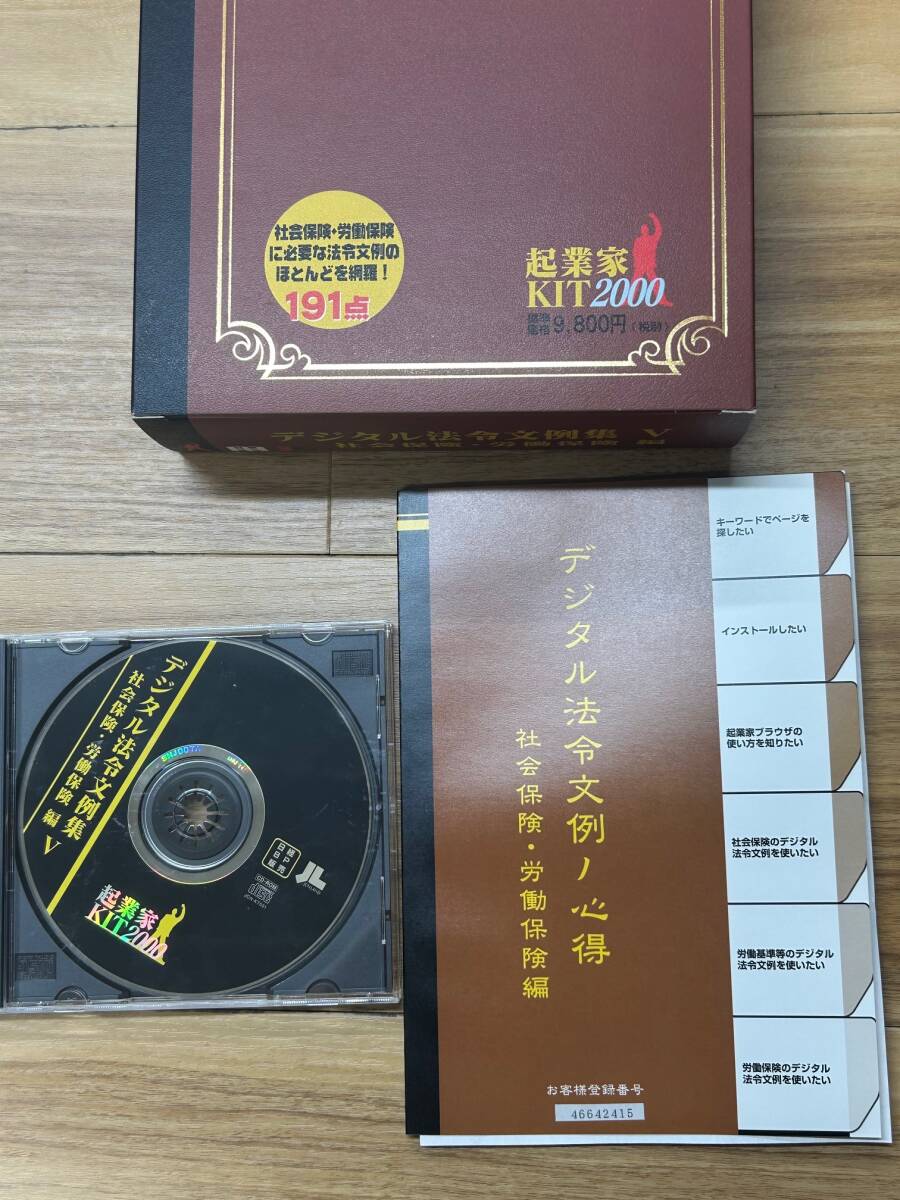 社会保険・労働保険
に必要な法令文例の
ほとんどを網羅！
191点
起業家
KIT2000
標準
価格 9,800円（税別）
デジタル法令文例集 V
社会保険・労働保険 編
デジタル法令文例集 V
社会保険・労働保険 編
日経BP
販売
JL
CD-ROM
起業家
KIT2000
デジタル法令文例ノ心得
社会保険・労働保険編
お客様登録番号
46642415
キーワードでページを
探したい
インストールしたい
起業家ブラウザの
使い方を知りたい
社会保険のデジタル
法令文例を使いたい
労働基準等のデジタル
法令文例を使いたい
労働保険のデジタル
法令文例を使いたい